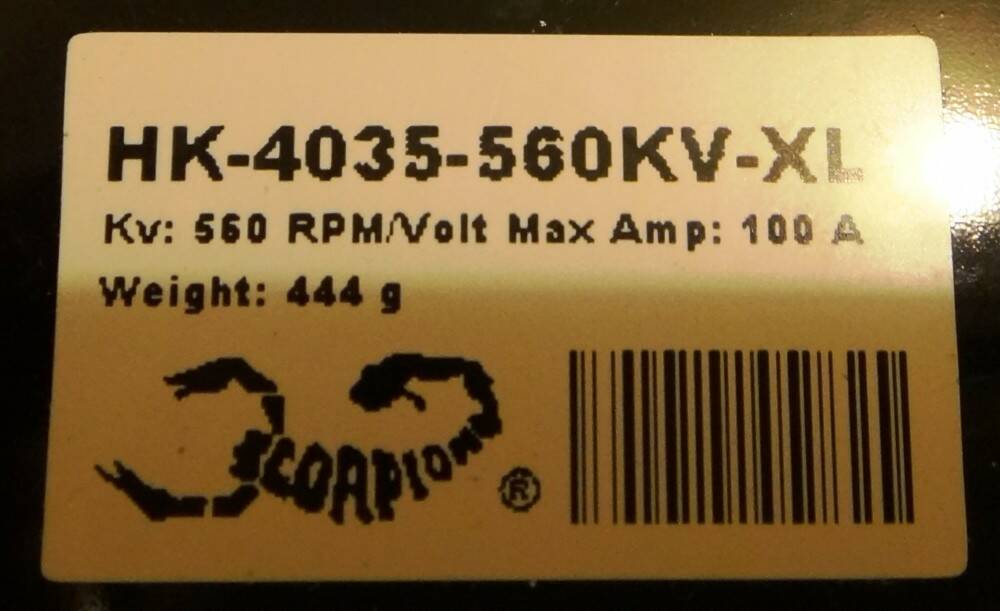 HK-4035-560KV-XL
Kv: 560 RPM/Volt Max Amp: 100 A
Weight: 444 g
SCORPION ®